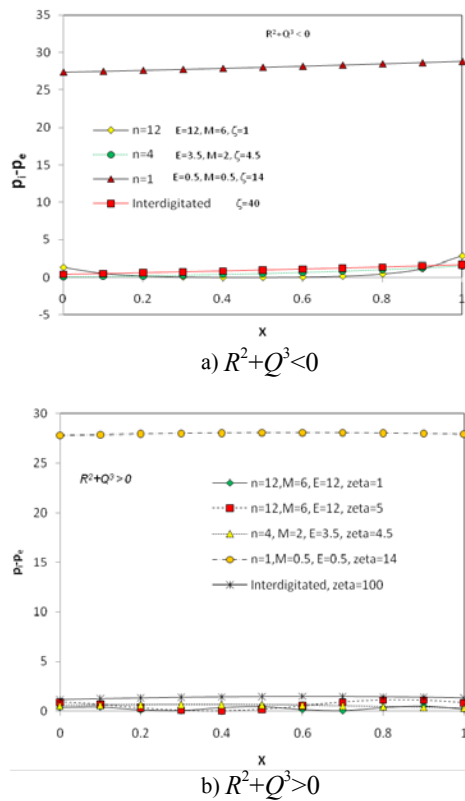 R²+Q³ < 0
35
30
25
20
15
10
5
0
-5
pᵢ-pₑ
n=12 E=12, M=6, ζ=1
n=4 E=3.5, M=2, ζ=4.5
n=1 E=0.5, M=0.5, ζ=14
Interdigitated ζ=40
0 0.2 0.4 0.6 0.8 1
X
a) R²+Q³<0
30
25
20
15
10
5
0
pᵢ-pₑ
R²+Q³>0
n=12,M=6, E=12, zeta=1
n=12,M=6, E=12, zeta=5
n=4, M=2, E=3.5, zeta=4.5
n=1,M=0.5, E=0.5, zeta=14
Interdigitated, zeta=100
0 0.2 0.4 0.6 0.8 1
X
b) R²+Q³>0